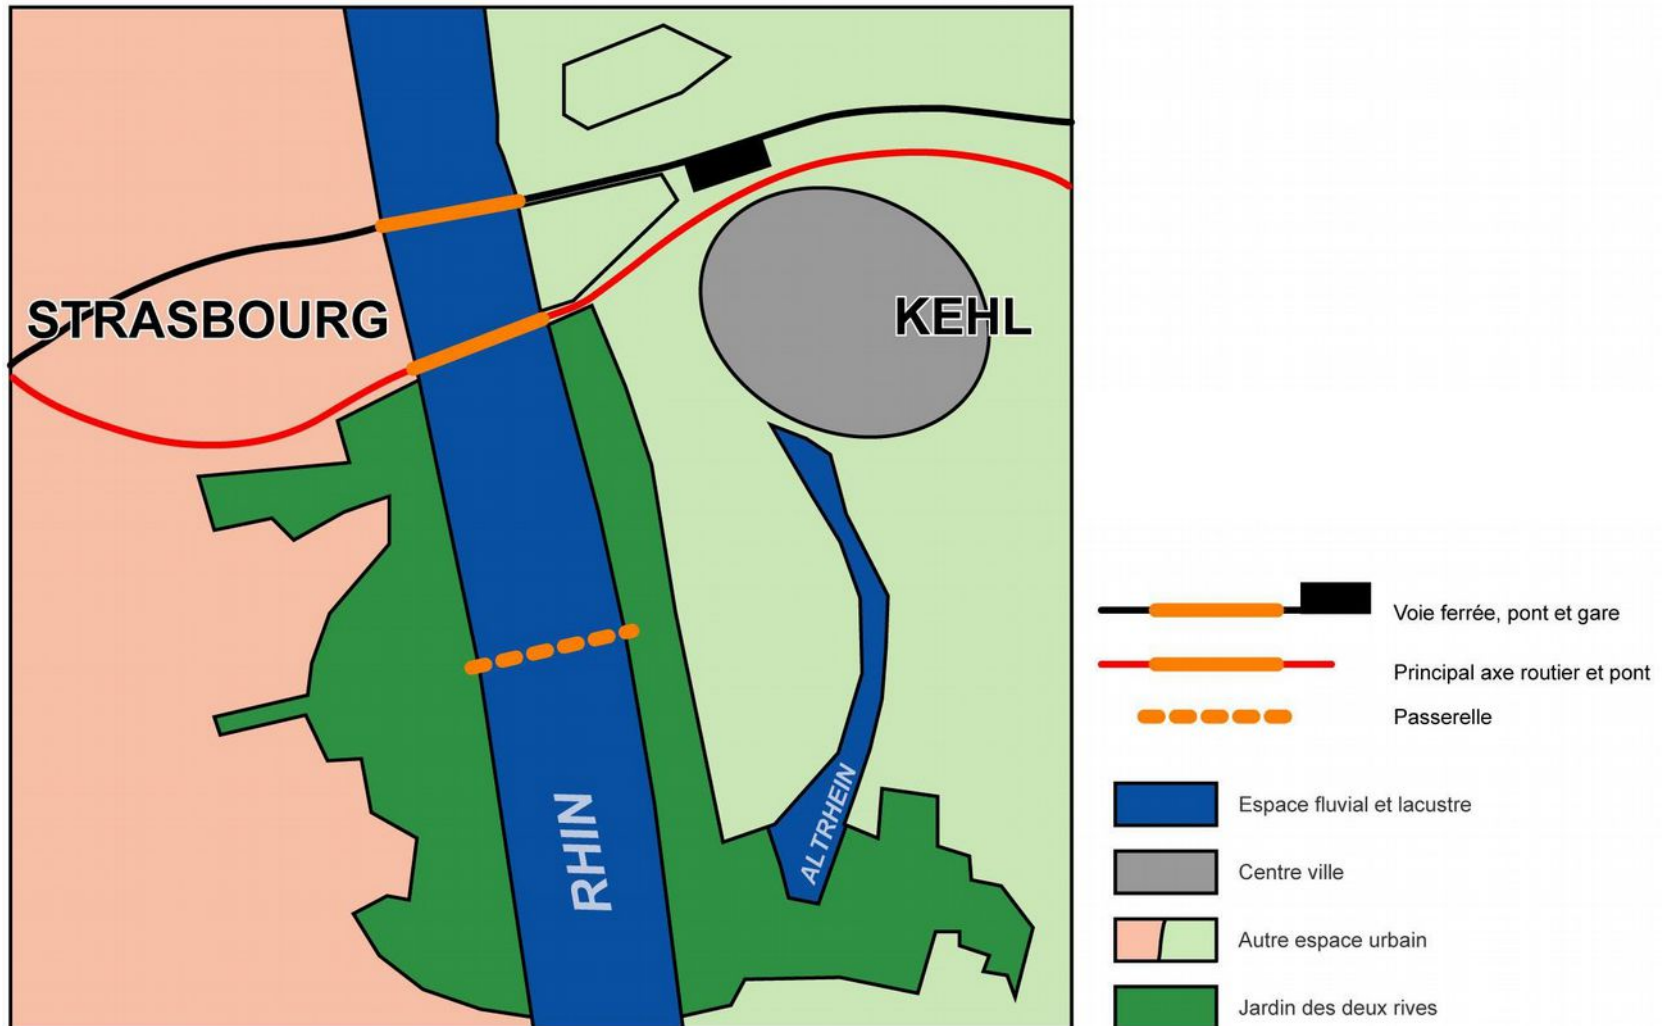 STRASBOURG
KEHL
RHIN
ALTRHEIN
Voie ferrée, pont et gare
Principal axe routier et pont
Passerelle
Espace fluvial et lacustre
Centre ville
Autre espace urbain
Jardin des deux rives